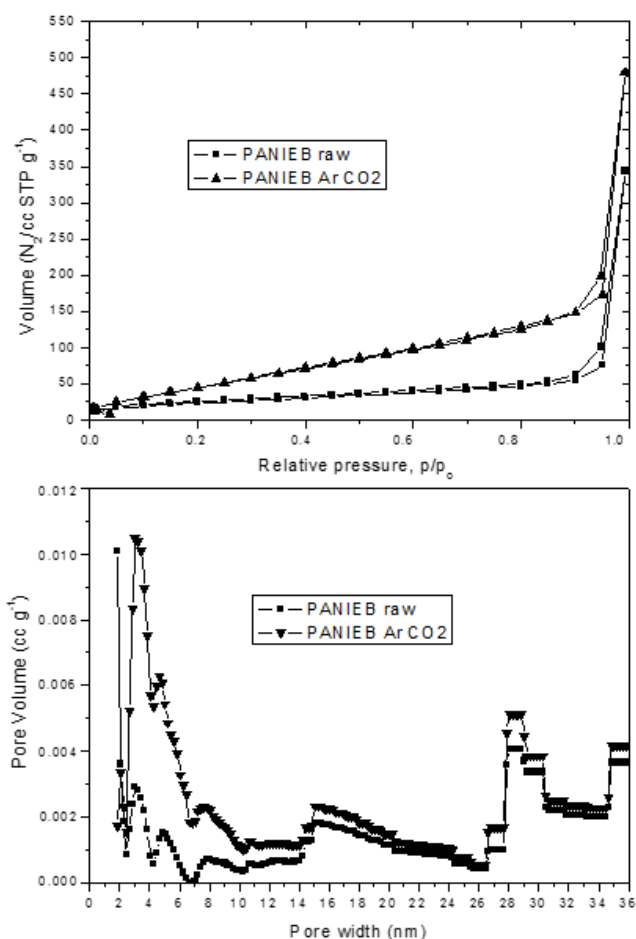 550
500
450
400
350
300
250
200
150
100
50
0
Volume (N2/cc STP g-1)
PANIEB raw
PANIEB Ar CO2
0.0 0.2 0.4 0.6 0.8 1.0
Relative pressure, p/po
0.012
0.010
0.008
0.006
0.004
0.002
0.000
Pore Volume (cc g-1)
PANIEB raw
PANIEB Ar CO2
0 2 4 6 8 10 12 14 16 18 20 22 24 26 28 30 32 34 36
Pore width (nm)